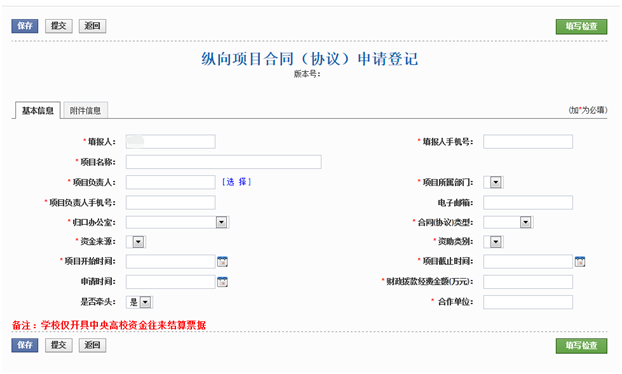 保存 提交 返回 填写检查
纵向项目合同（协议）申请登记
版本号：
基本信息 附件信息 (加*为必填)
*填报人： *填报人手机号：
*项目名称：
*项目负责人： [选 择] *项目所属部门：
*项目负责人手机号： 电子邮箱：
*归口办公室： *合同(协议)类型：
*资金来源： *资助类别：
*项目开始时间： *项目截止时间：
申请时间： *财政拨款经费金额(万元)：
是否牵头： 是 *合作单位：
备注：学校仅开具中央高校资金往来结算票据
保存 提交 返回 填写检查